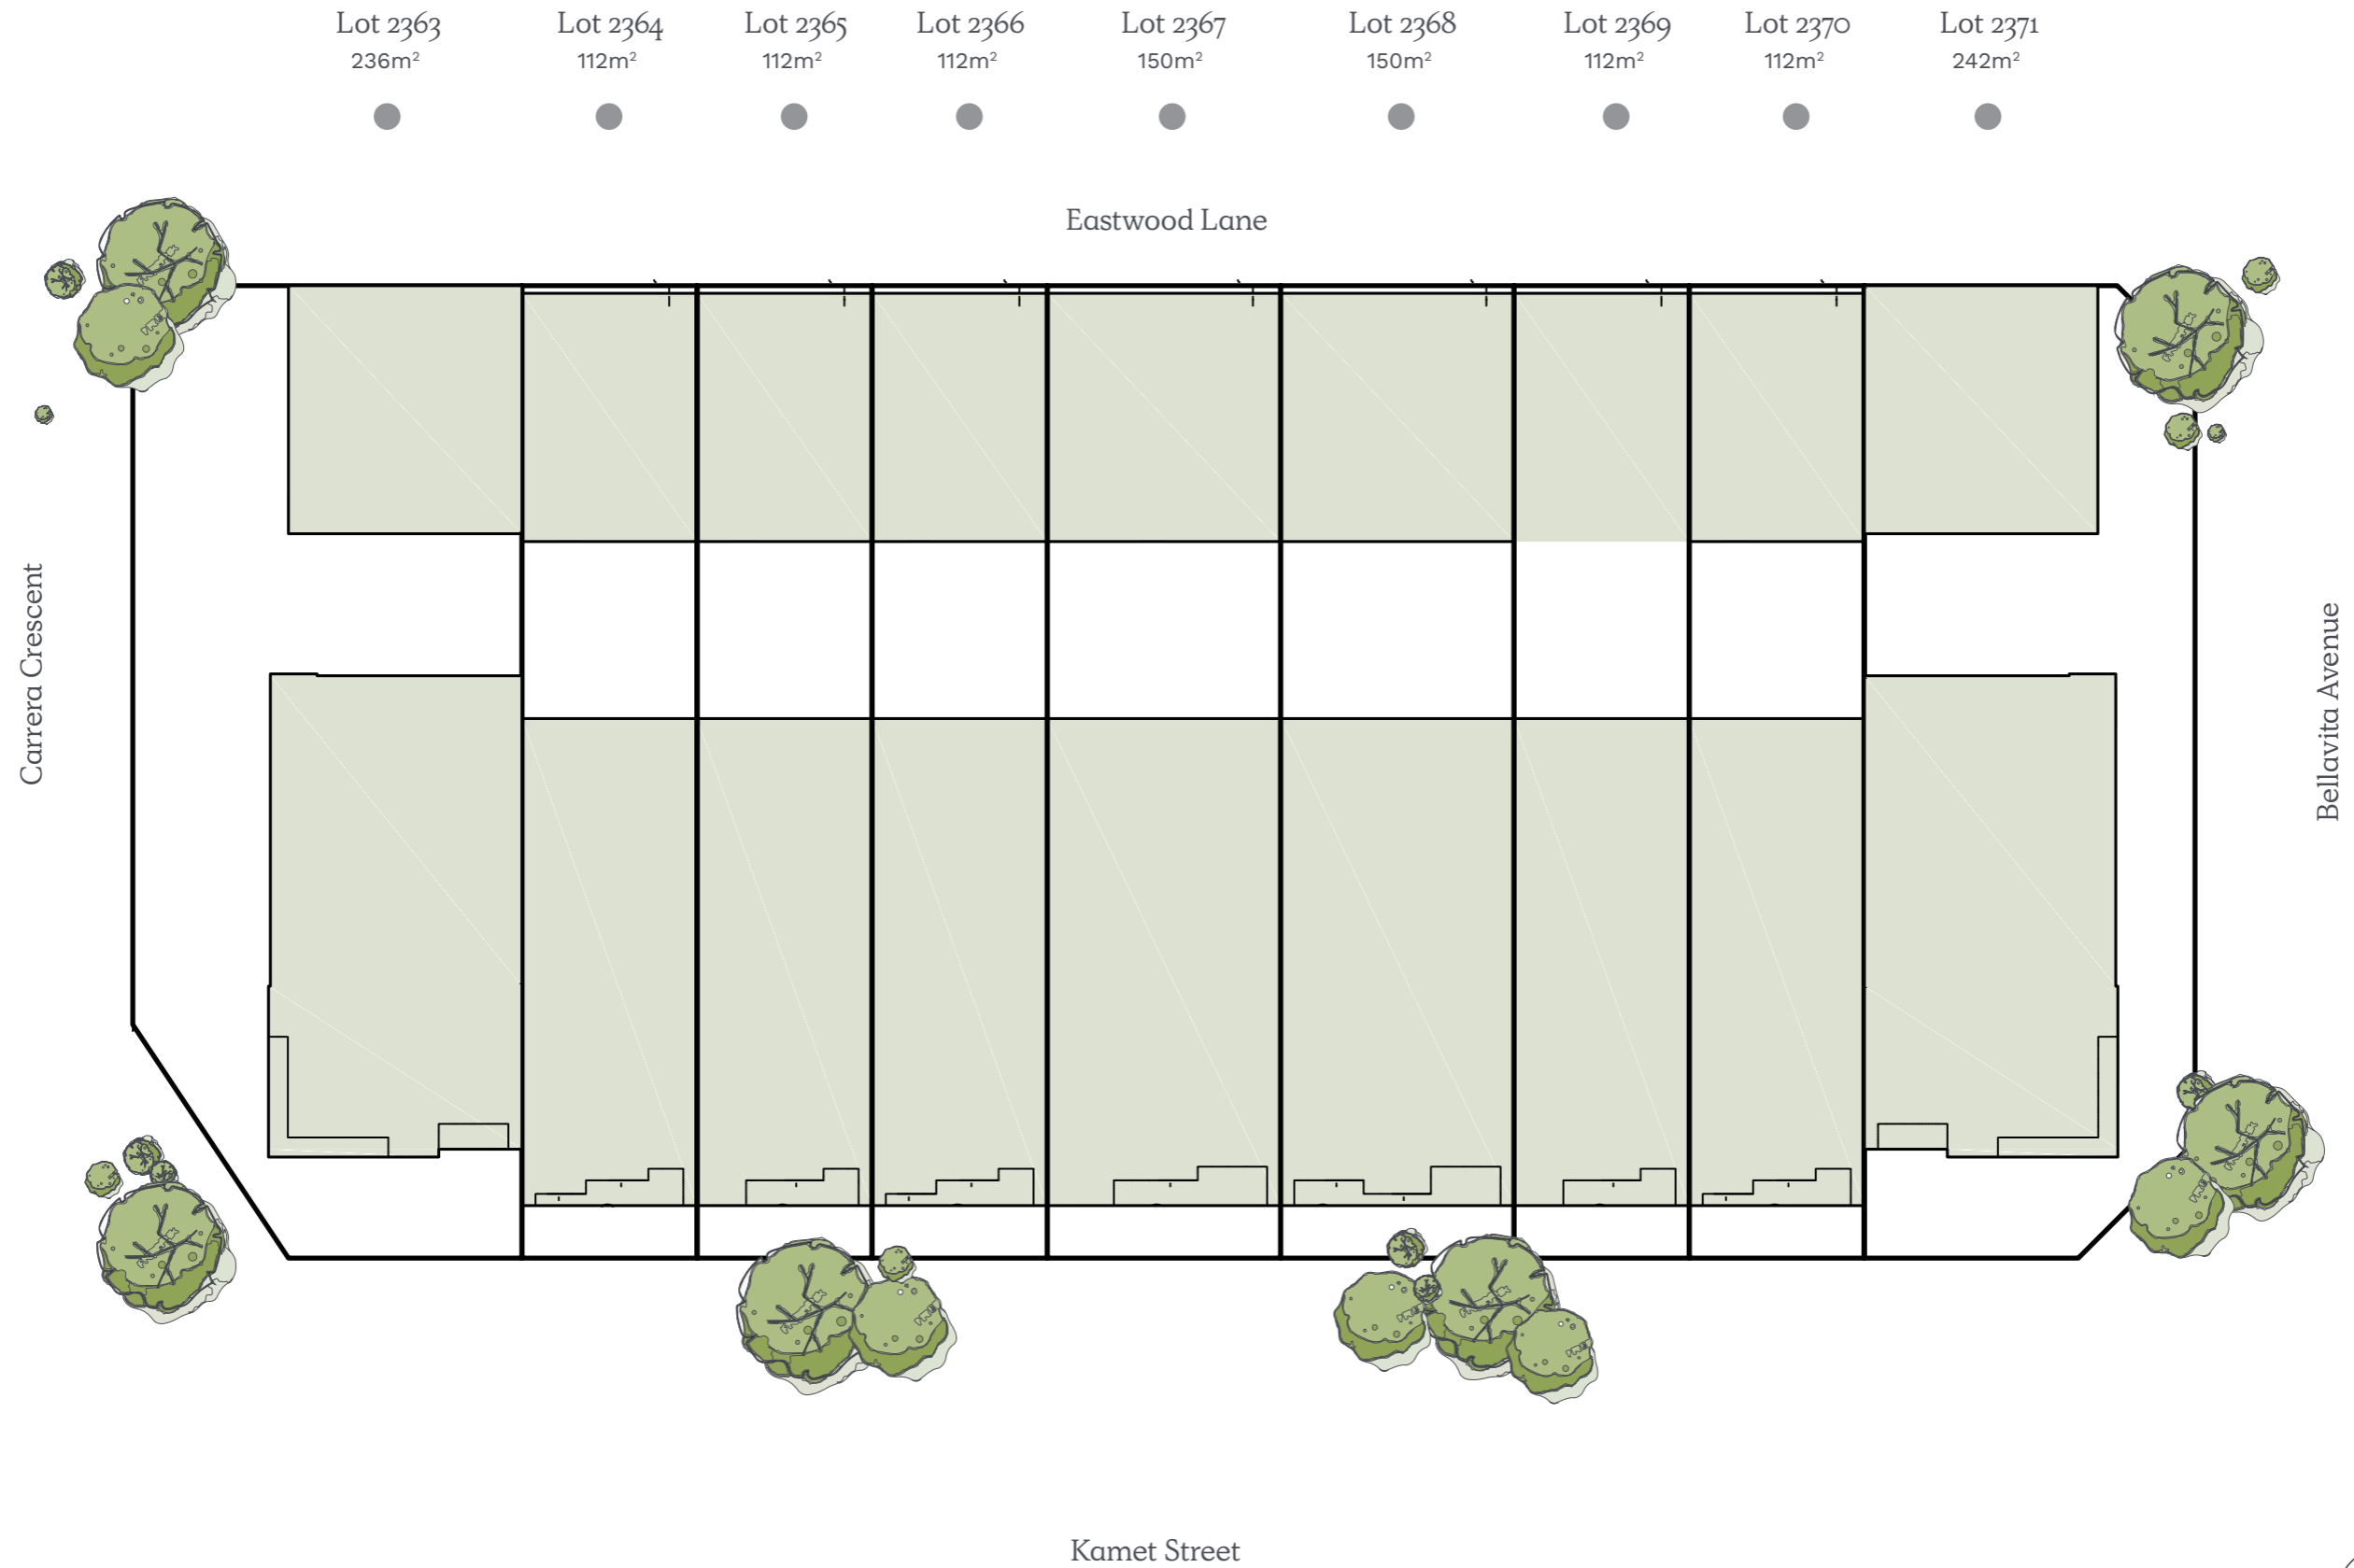 Lot 2363
236m²
Lot 2364
112m²
Lot 2365
112m²
Lot 2366
112m²
Lot 2367
150m²
Lot 2368
150m²
Lot 2369
112m²
Lot 2370
112m²
Lot 2371
242m²
Eastwood Lane
Carrera Crescent
Bellavita Avenue
Kamet Street